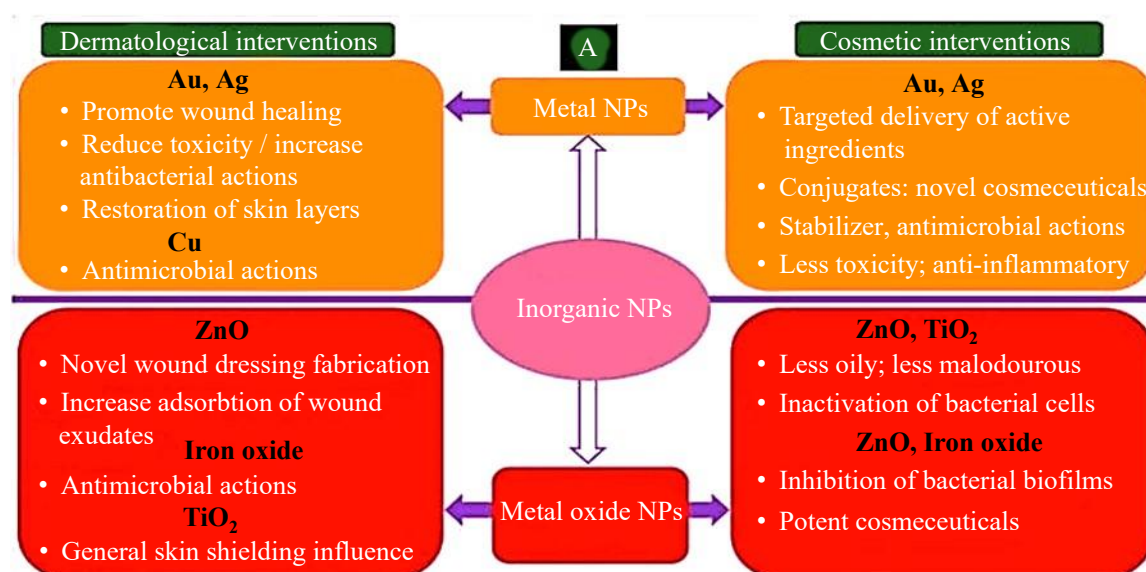 Dermatological interventions
A
Cosmetic interventions
Au, Ag
• Promote wound healing
• Reduce toxicity / increase
antibacterial actions
• Restoration of skin layers
Cu
• Antimicrobial actions
Metal NPs
Au, Ag
• Targeted delivery of active
ingredients
• Conjugates: novel cosmeceuticals
• Stabilizer, antimicrobial actions
• Less toxicity; anti-inflammatory
Inorganic NPs
ZnO
• Novel wound dressing fabrication
• Increase adsorbtion of wound
exudates
Iron oxide
• Antimicrobial actions
TiO₂
• General skin shielding influence
Metal oxide NPs
ZnO, TiO₂
• Less oily; less malodourous
• Inactivation of bacterial cells
ZnO, Iron oxide
• Inhibition of bacterial biofilms
• Potent cosmeceuticals